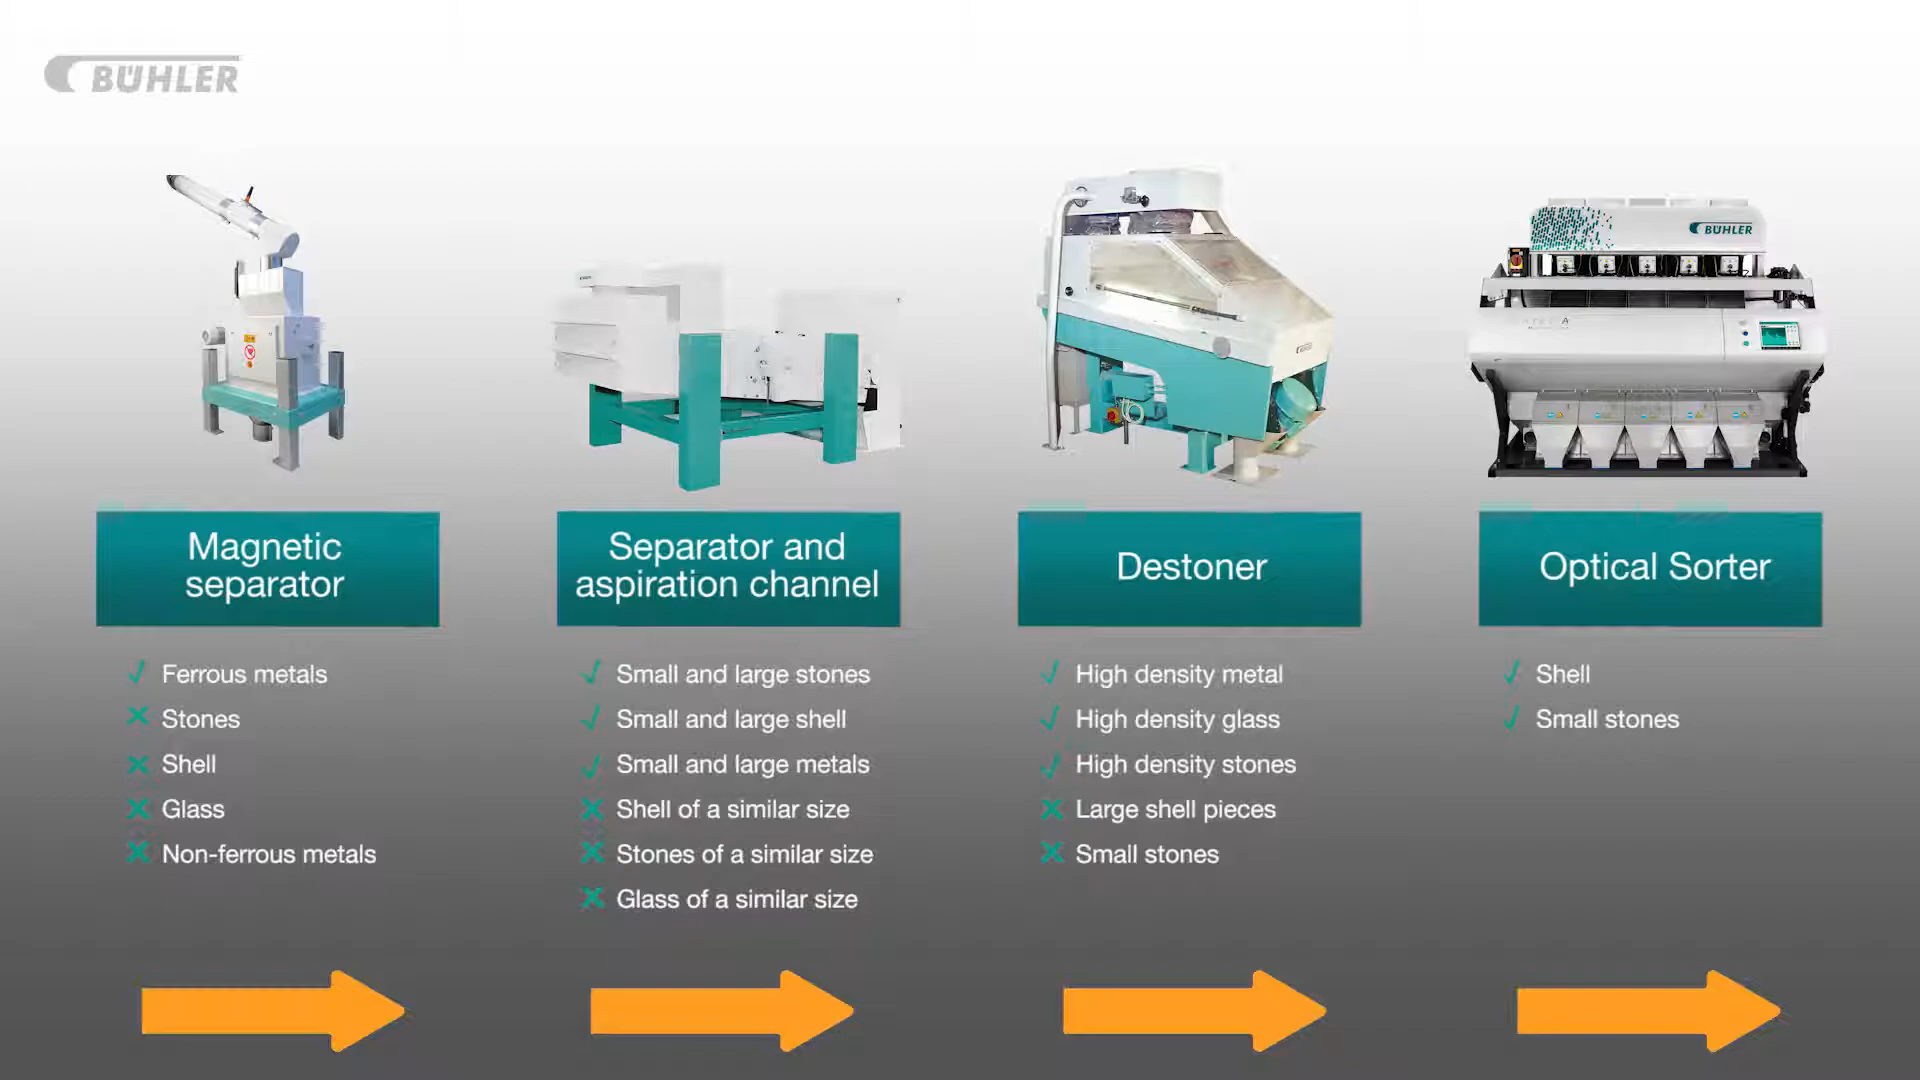 BÜHLER
BÜHLER
Magnetic
separator
Ferrous metals
Stones
Shell
Glass
Non-ferrous metals
Separator and
aspiration channel
Small and large stones
Small and large shell
Small and large metals
Shell of a similar size
Stones of a similar size
Glass of a similar size
Destoner
High density metal
High density glass
High density stones
Large shell pieces
Small stones
Optical Sorter
Shell
Small stones